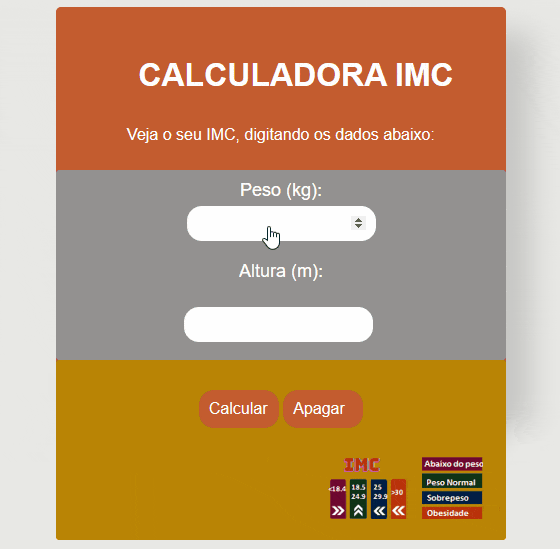 CALCULADORA IMC
Veja o seu IMC, digitando os dados abaixo:
Peso (kg):
Altura (m):
Calcular Apagar
IMC
<18.4 18.5 24.9 25 29.9 >30
Abaixo do peso
Peso Normal
Sobrepeso
Obesidade